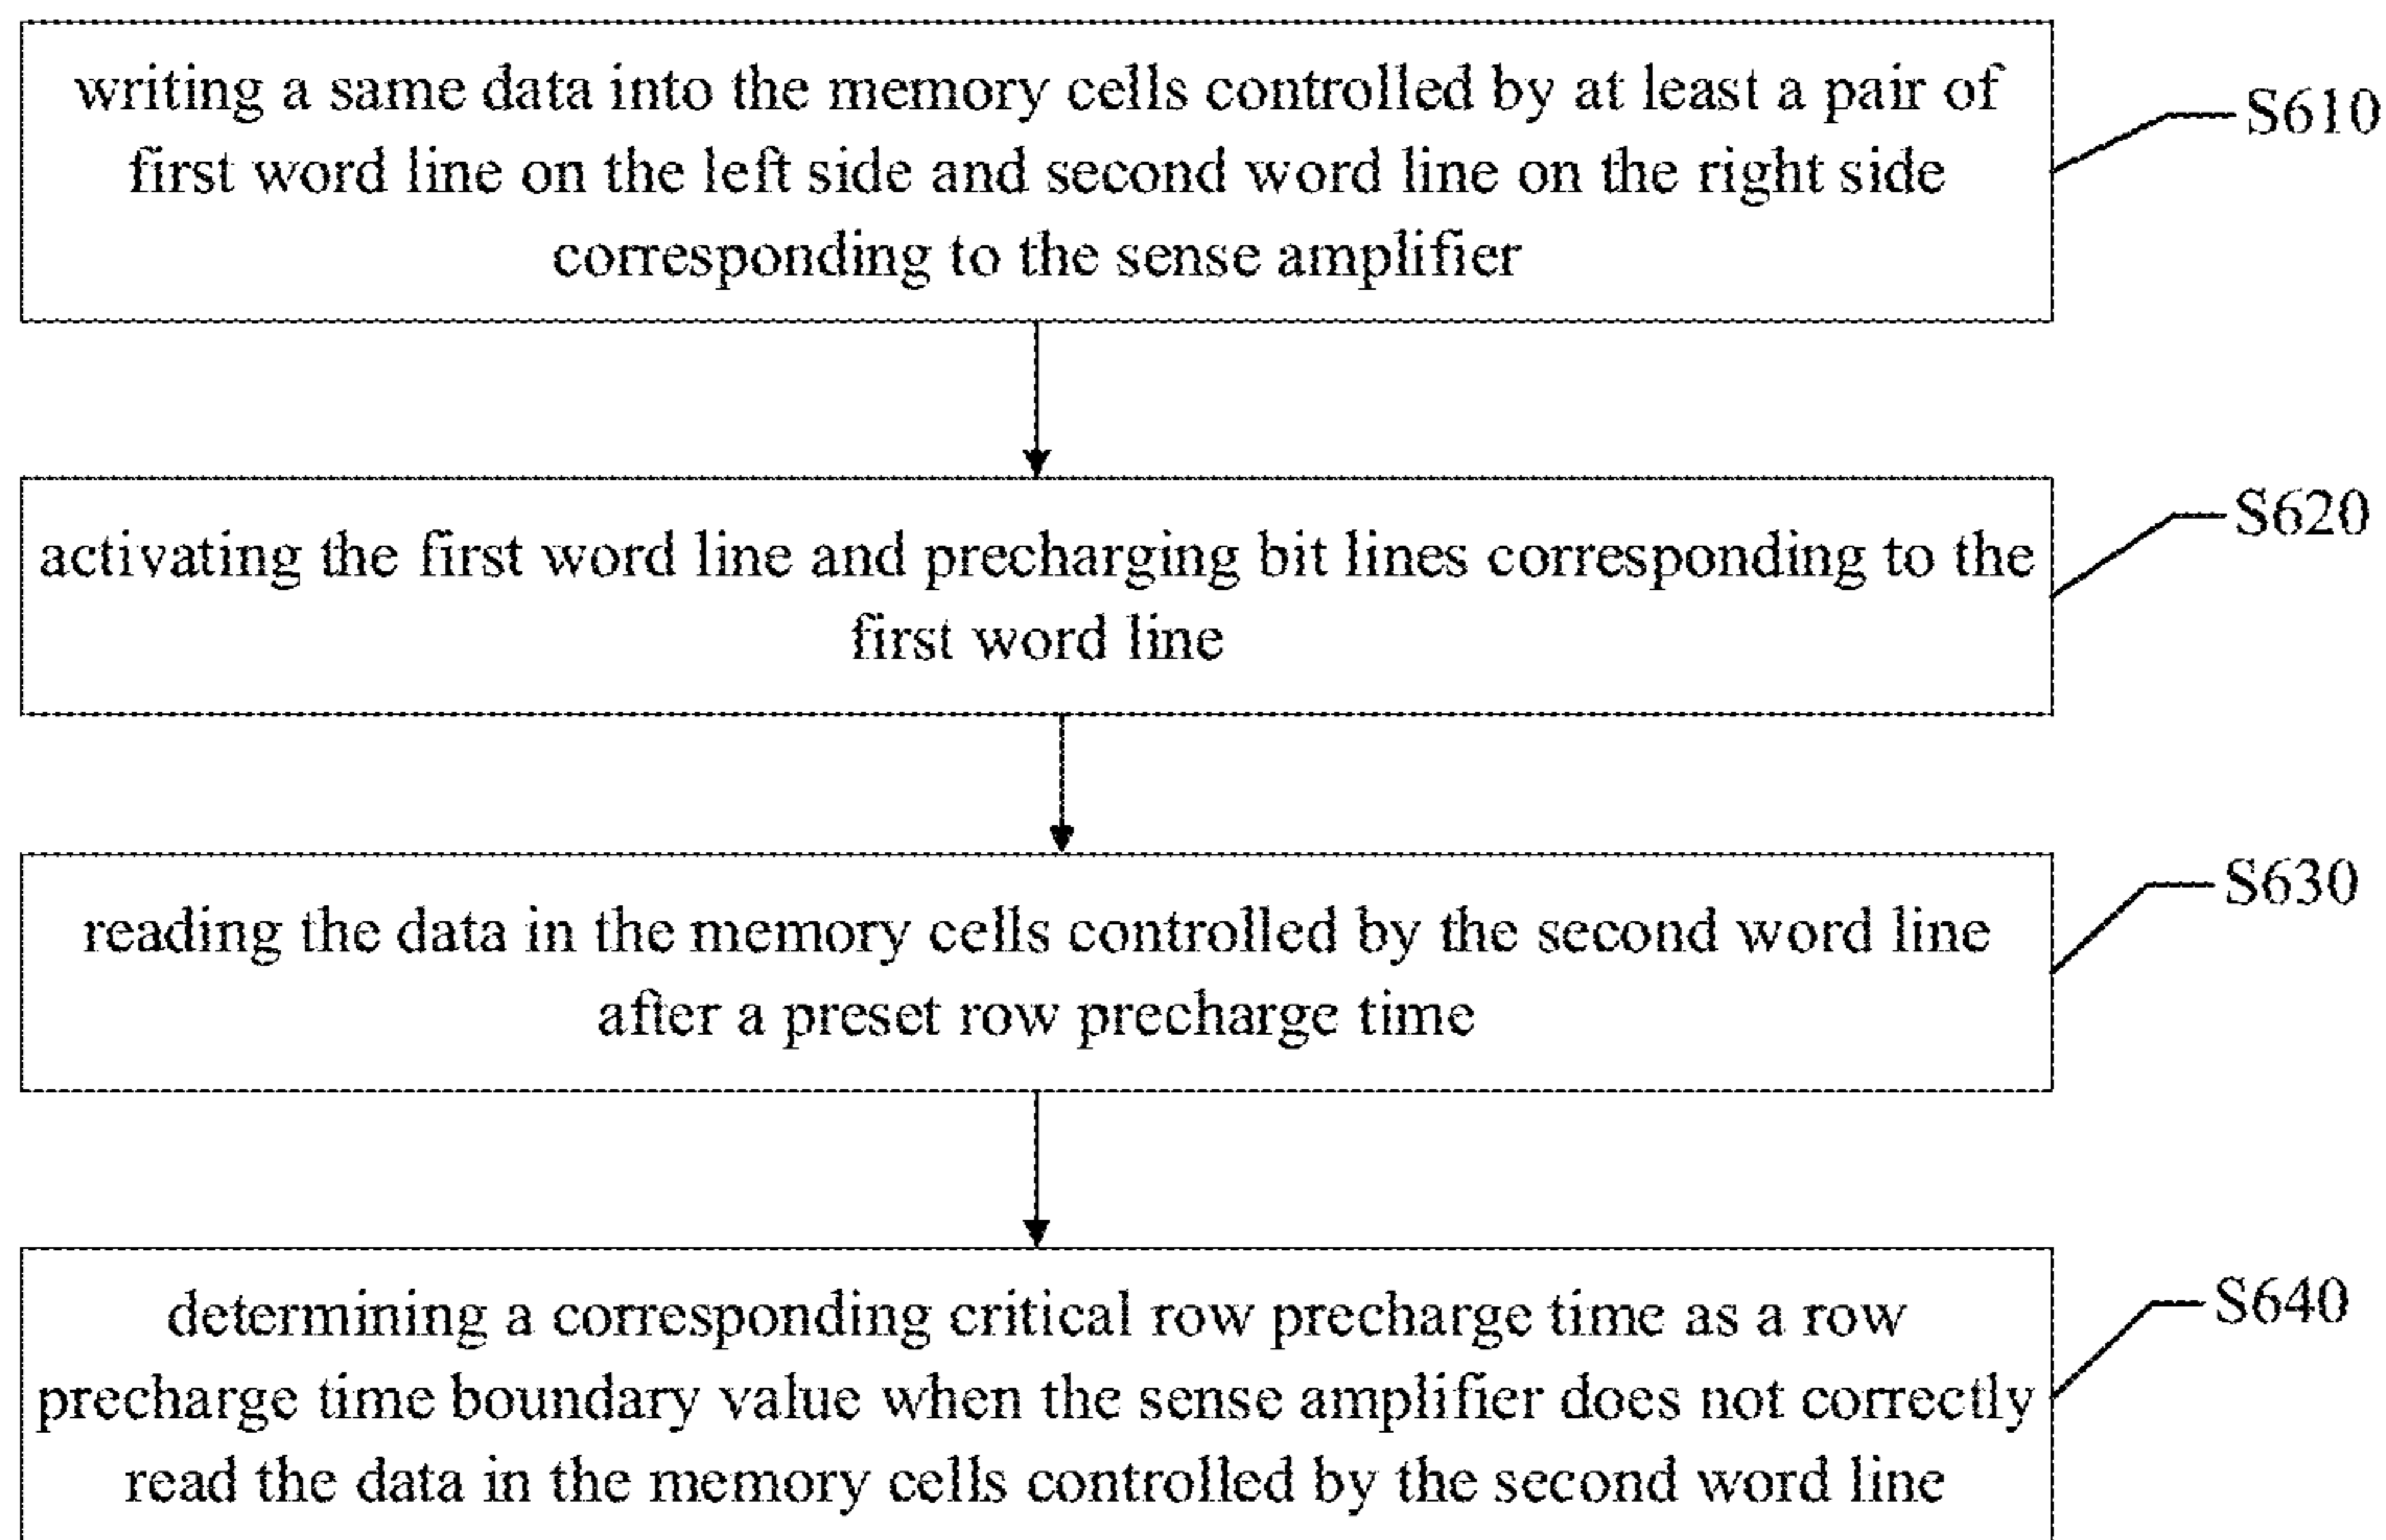 writing a same data into the memory cells controlled by at least a pair of
first word line on the left side and second word line on the right side
corresponding to the sense amplifier
S610
activating the first word line and precharging bit lines corresponding to the
first word line
S620
reading the data in the memory cells controlled by the second word line
after a preset row precharge time
S630
determining a corresponding critical row precharge time as a row
precharge time boundary value when the sense amplifier does not correctly
read the data in the memory cells controlled by the second word line
S640